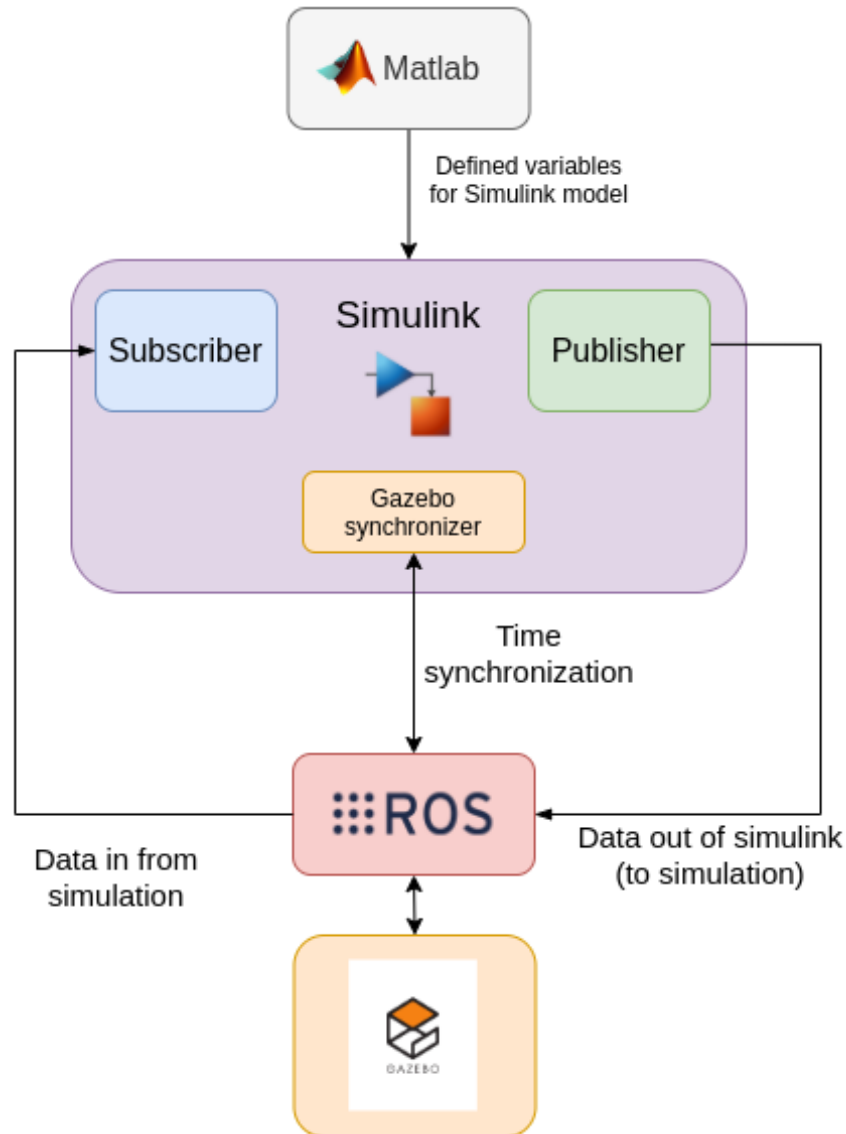 Matlab
Defined variables
for Simulink model
Simulink
Subscriber
Publisher
Gazebo
synchronizer
Time
synchronization
ROS
Data in from
simulation
Data out of simulink
(to simulation)
GAZEBO